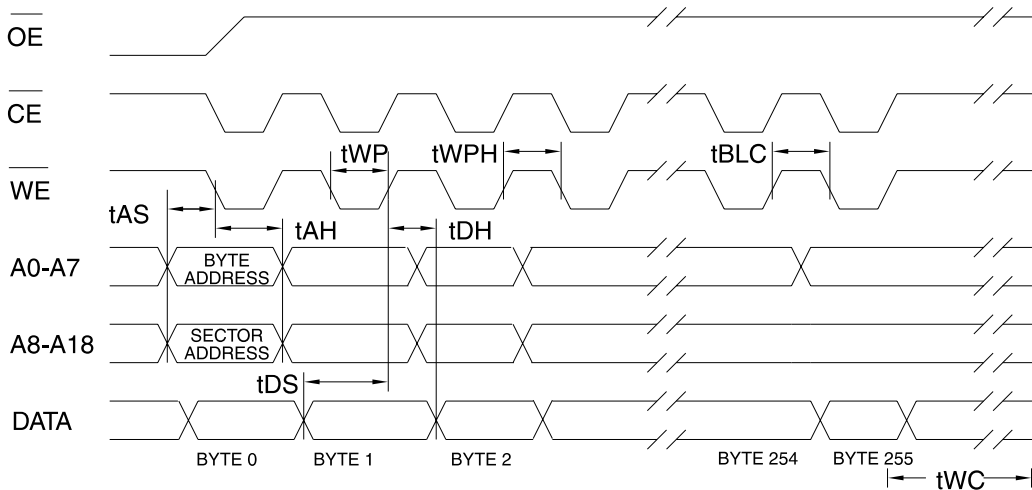 OE
CE
tWP tWPH tBLC
WE
tAS
tAH tDH
A0-A7 BYTE ADDRESS
A8-A18 SECTOR ADDRESS
tDS
DATA
BYTE 0 BYTE 1 BYTE 2 BYTE 254 BYTE 255
tWC